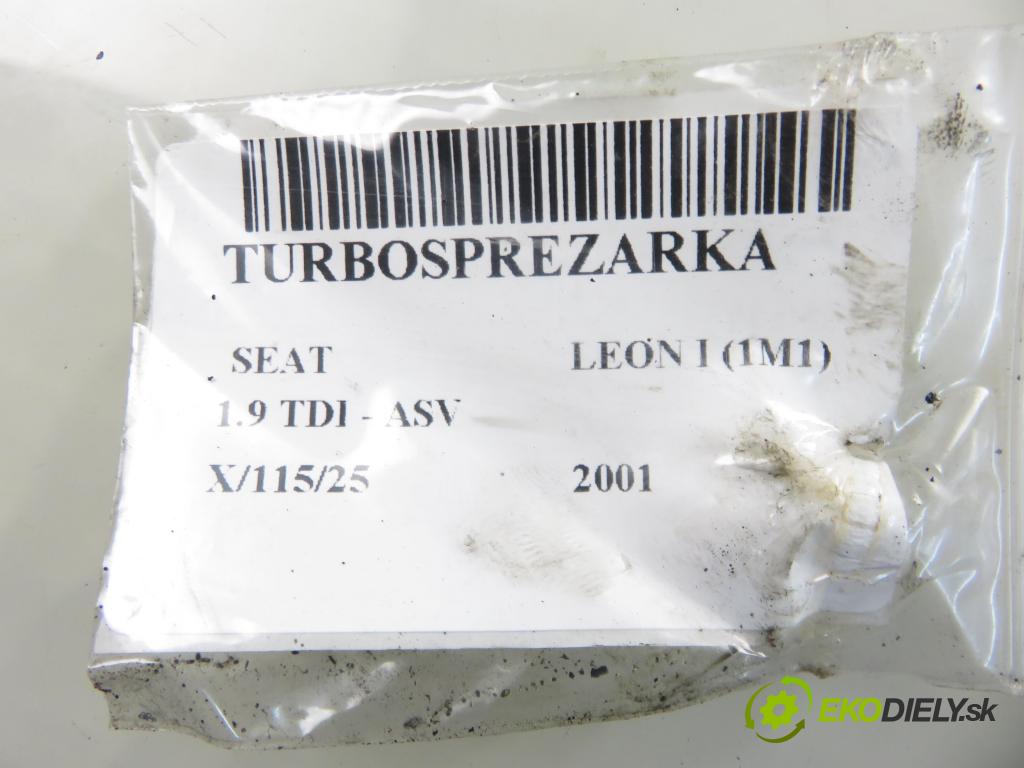 TURBOSPREZARKA
SEAT LEON I (1M1)
1.9 TDI - ASV
X/115/25 2001
EKODIELY.sk